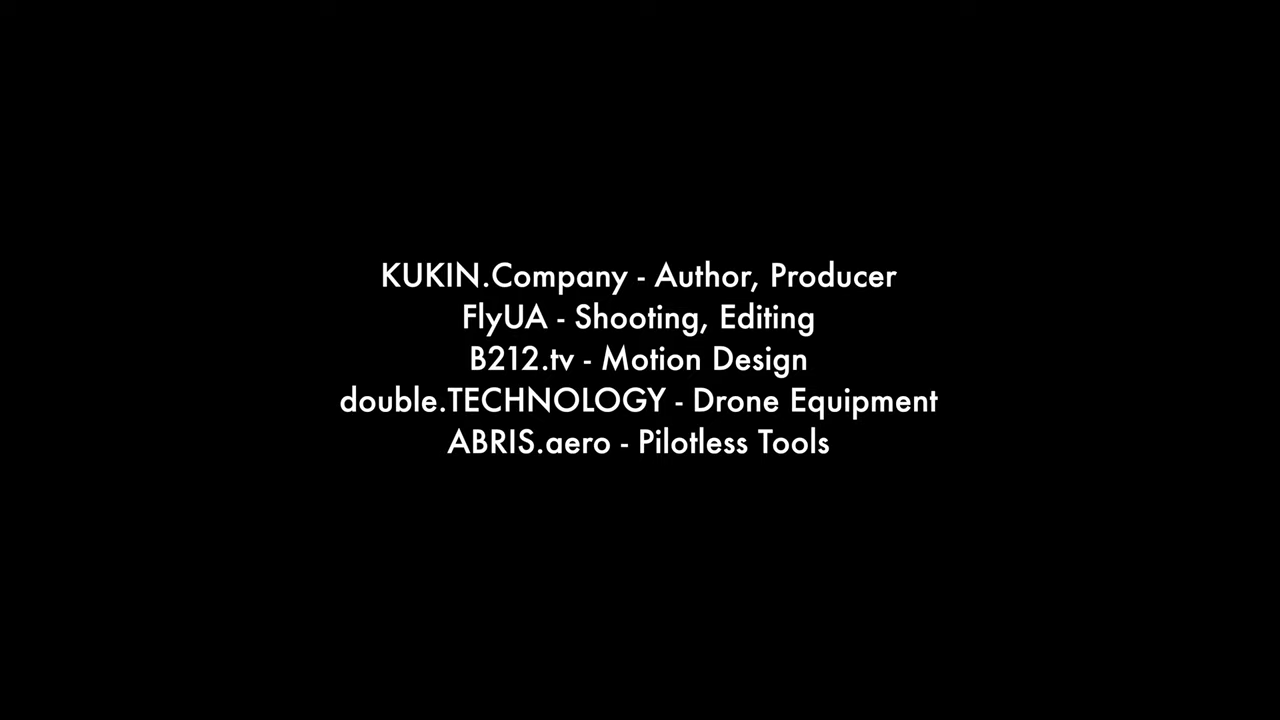 KUKIN.Company - Author, Producer
FlyUA - Shooting, Editing
B212.tv - Motion Design
double.TECHNOLOGY - Drone Equipment
ABRIS.aero - Pilotless Tools